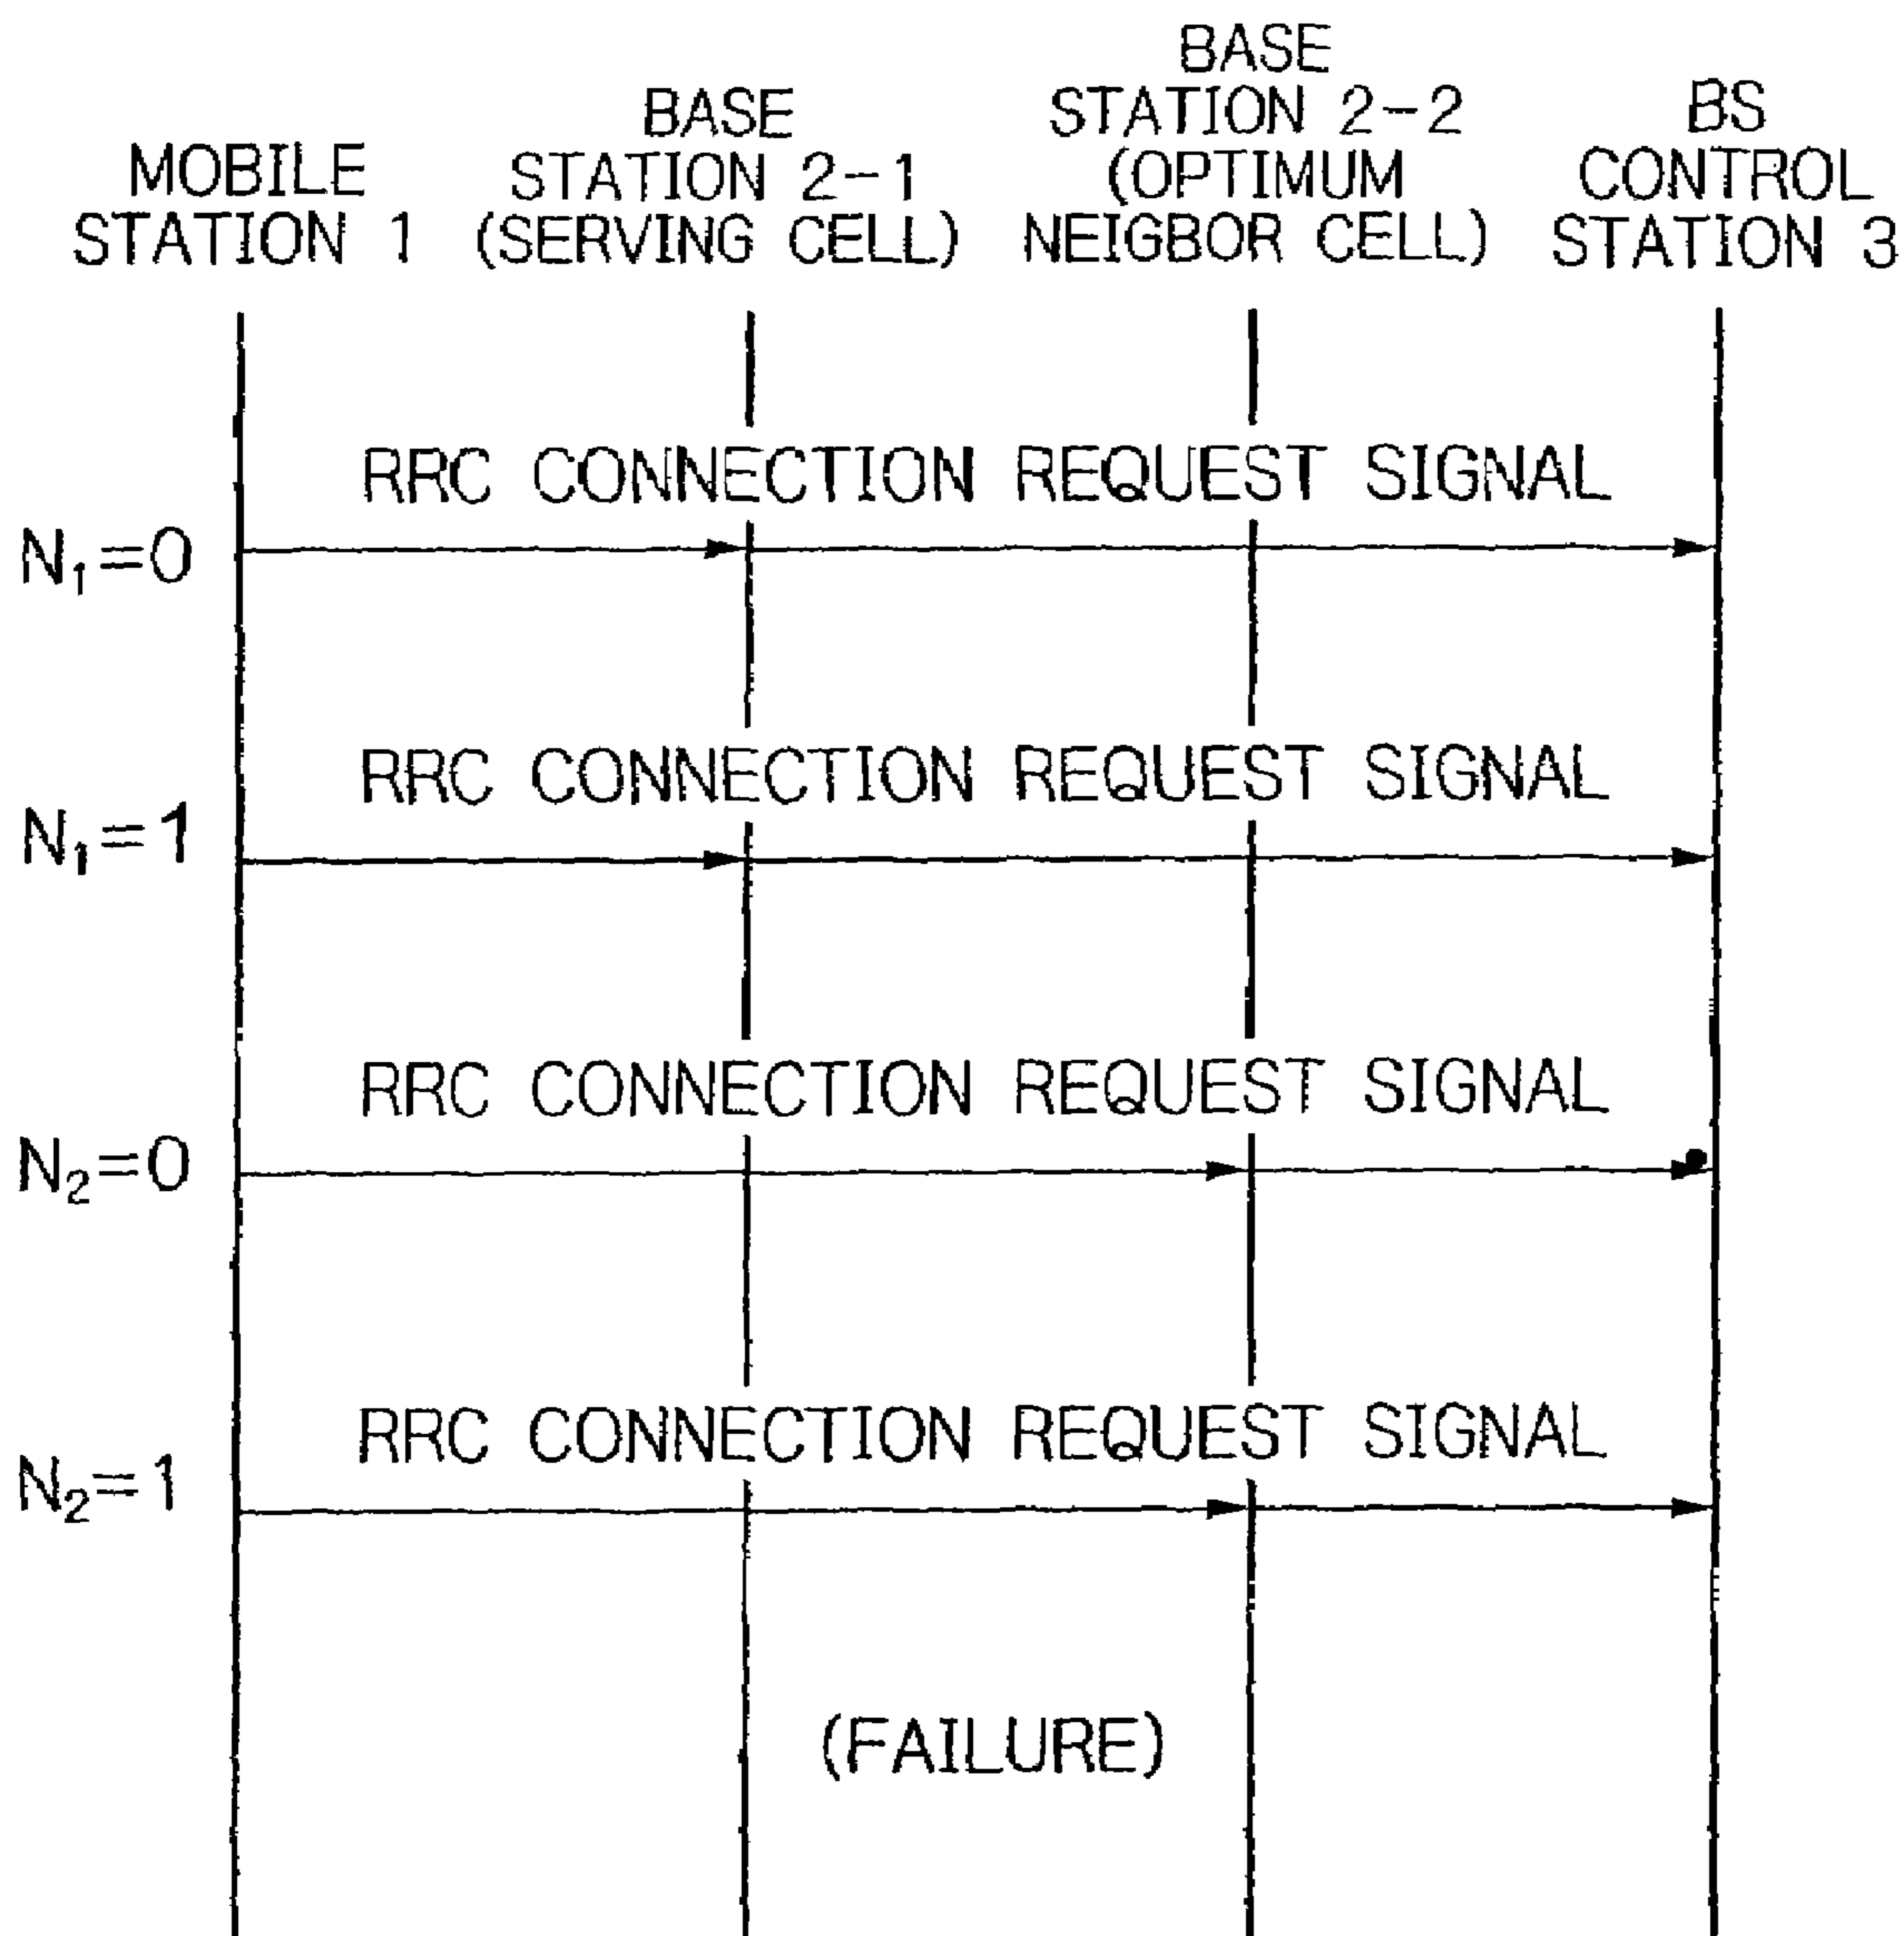 MOBILE
STATION 1
BASE
STATION 2-1
(SERVING CELL)
BASE
STATION 2-2
(OPTIMUM
NEIGBOR CELL)
BS
CONTROL
STATION 3
RRC CONNECTION REQUEST SIGNAL
N₁=0
RRC CONNECTION REQUEST SIGNAL
N₁=1
RRC CONNECTION REQUEST SIGNAL
N₂=0
RRC CONNECTION REQUEST SIGNAL
N₂=1
(FAILURE)